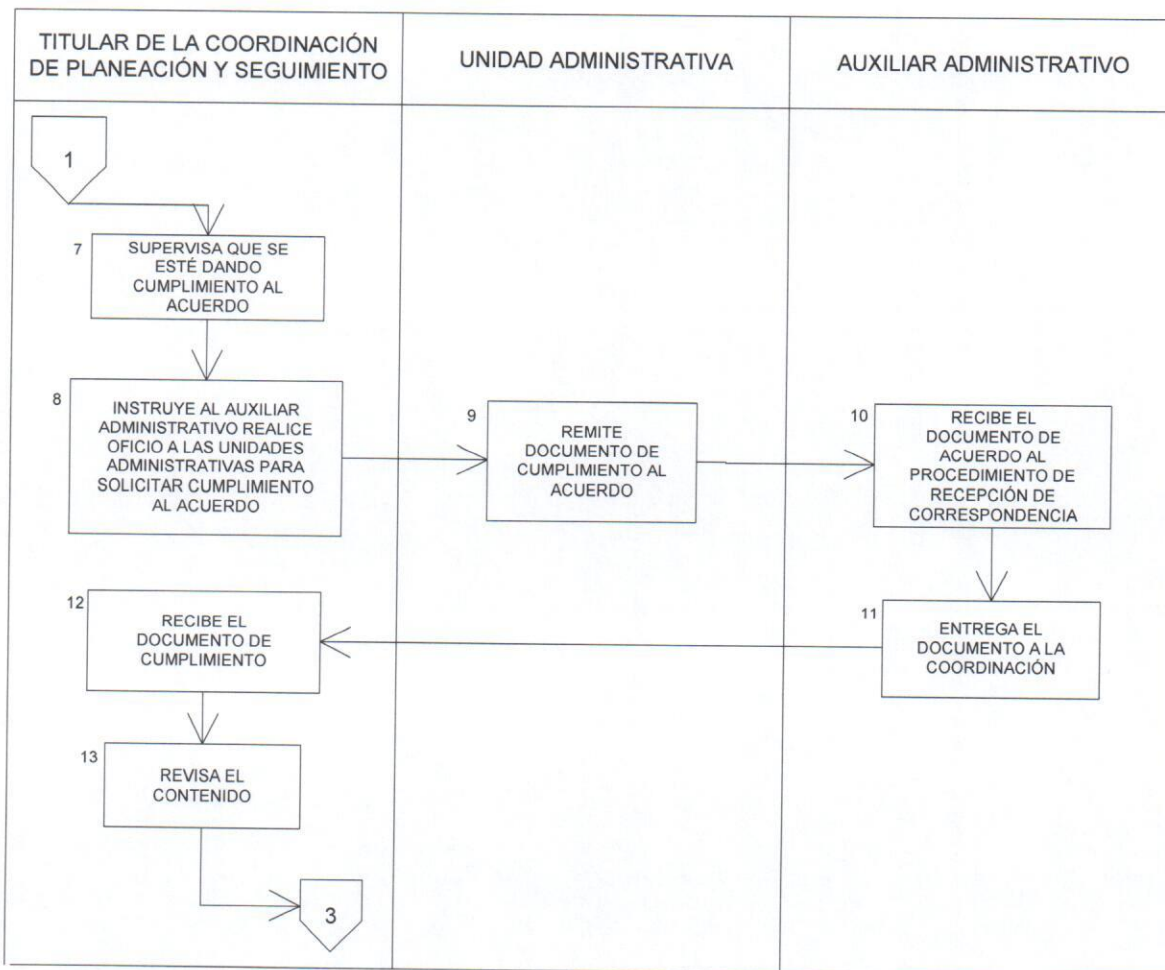 TITULAR DE LA COORDINACIÓN
DE PLANEACIÓN Y SEGUIMIENTO
UNIDAD ADMINISTRATIVA
AUXILIAR ADMINISTRATIVO
1
7
SUPERVISA QUE SE
ESTÉ DANDO
CUMPLIMIENTO AL
ACUERDO
8
INSTRUYE AL AUXILIAR
ADMINISTRATIVO REALICE
OFICIO A LAS UNIDADES
ADMINISTRATIVAS PARA
SOLICITAR CUMPLIMIENTO
AL ACUERDO
9
REMITE
DOCUMENTO DE
CUMPLIMIENTO AL
ACUERDO
10
RECIBE EL
DOCUMENTO DE
ACUERDO AL
PROCEDIMIENTO DE
RECEPCIÓN DE
CORRESPONDENCIA
11
ENTREGA EL
DOCUMENTO A LA
COORDINACIÓN
12
RECIBE EL
DOCUMENTO DE
CUMPLIMIENTO
13
REVISA EL
CONTENIDO
3